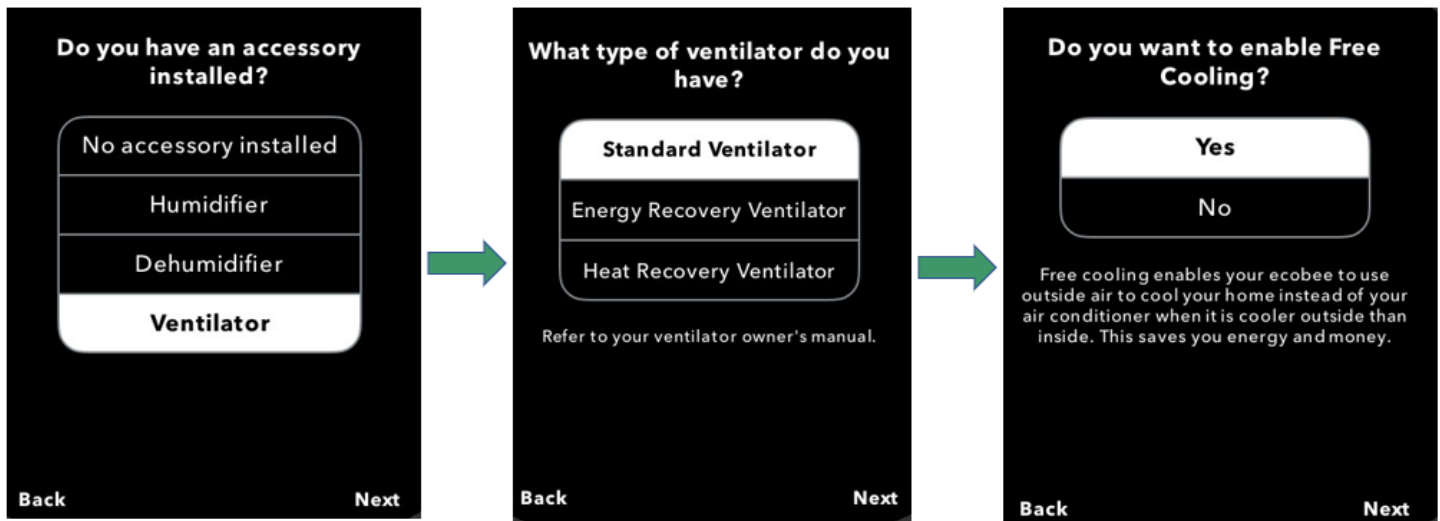 Do you have an accessory
installed?
No accessory installed
Humidifier
Dehumidifier
Ventilator
Back
Next
What type of ventilator do you
have?
Standard Ventilator
Energy Recovery Ventilator
Heat Recovery Ventilator
Refer to your ventilator owner's manual.
Back
Next
Do you want to enable Free
Cooling?
Yes
No
Free cooling enables your ecobee to use
outside air to cool your home instead of your
air conditioner when it is cooler outside than
inside. This saves you energy and money.
Back
Next